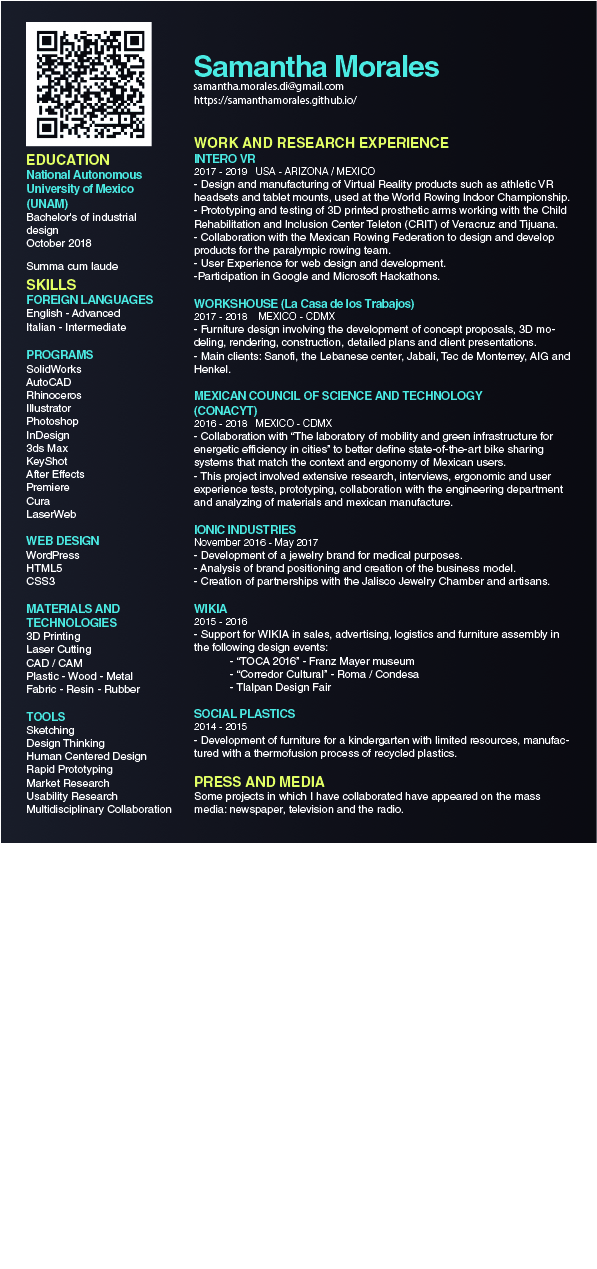 Samantha Morales
samantha.morales.di@gmail.com
https://samanthamorales.github.io/
EDUCATION
National Autonomous
University of Mexico
(UNAM)
Bachelor's of industrial
design
October 2018
Summa cum laude
SKILLS
FOREIGN LANGUAGES
English - Advanced
Italian - Intermediate
PROGRAMS
SolidWorks
AutoCAD
Rhinoceros
Illustrator
Photoshop
InDesign
3ds Max
KeyShot
After Effects
Premiere
Cura
LaserWeb
WEB DESIGN
WordPress
HTML5
CSS3
MATERIALS AND
TECHNOLOGIES
3D Printing
Laser Cutting
CAD / CAM
Plastic - Wood - Metal
Fabric - Resin - Rubber
TOOLS
Sketching
Design Thinking
Human Centered Design
Rapid Prototyping
Market Research
Usability Research
Multidisciplinary Collaboration
WORK AND RESEARCH EXPERIENCE
INTERO VR
2017 - 2019 USA - ARIZONA / MEXICO
- Design and manufacturing of Virtual Reality products such as athletic VR
headsets and tablet mounts, used at the World Rowing Indoor Championship.
- Prototyping and testing of 3D printed prosthetic arms working with the Child
Rehabilitation and Inclusion Center Teleton (CRIT) of Veracruz and Tijuana.
- Collaboration with the Mexican Rowing Federation to design and develop
products for the paralympic rowing team.
- User Experience for web design and development.
-Participation in Google and Microsoft Hackathons.
WORKSHOUSE (La Casa de los Trabajos)
2017 - 2018 MEXICO - CDMX
- Furniture design involving the development of concept proposals, 3D mo-
deling, rendering, construction, detailed plans and client presentations.
- Main clients: Sanofi, the Lebanese center, Jabali, Tec de Monterrey, AIG and
Henkel.
MEXICAN COUNCIL OF SCIENCE AND TECHNOLOGY
(CONACYT)
2016 - 2018 MEXICO - CDMX
- Collaboration with “The laboratory of mobility and green infrastructure for
energetic efficiency in cities” to better define state-of-the-art bike sharing
systems that match the context and ergonomy of Mexican users.
- This project involved extensive research, interviews, ergonomic and user
experience tests, prototyping, collaboration with the engineering department
and analyzing of materials and mexican manufacture.
IONIC INDUSTRIES
November 2016 - May 2017
- Development of a jewelry brand for medical purposes.
- Analysis of brand positioning and creation of the business model.
- Creation of partnerships with the Jalisco Jewelry Chamber and artisans.
WIKIA
2015 - 2016
- Support for WIKIA in sales, advertising, logistics and furniture assembly in
the following design events:
- “TOCA 2016” - Franz Mayer museum
- “Corredor Cultural” - Roma / Condesa
- Tlalpan Design Fair
SOCIAL PLASTICS
2014 - 2015
- Development of furniture for a kindergarten with limited resources, manufac-
tured with a thermofusion process of recycled plastics.
PRESS AND MEDIA
Some projects in which I have collaborated have appeared on the mass
media: newspaper, television and the radio.